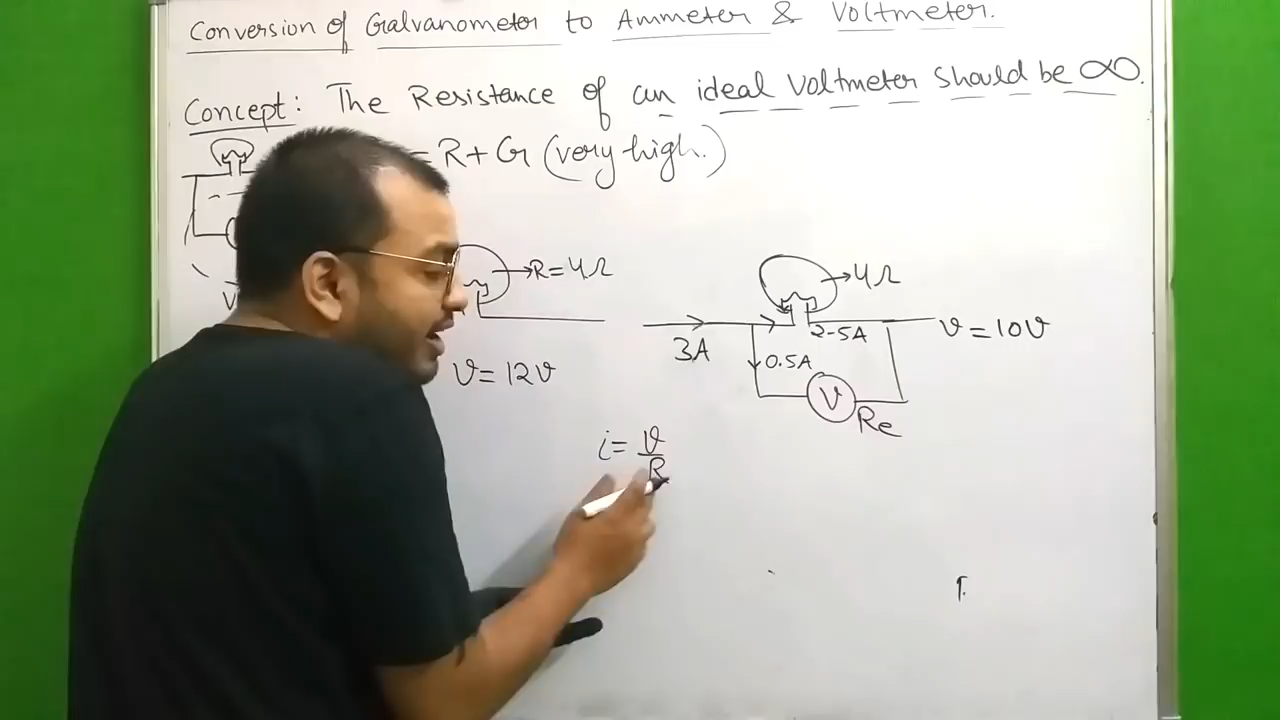 Conversion of Galvanometer to Ammeter & Voltmeter.
Concept: The Resistance of an ideal Voltmeter should be ∞.
= R+G (very high.)
R=4Ω
4Ω
3A
2-5A
V=10V
0.5A
V=12V
V
Re
i= V/R
V